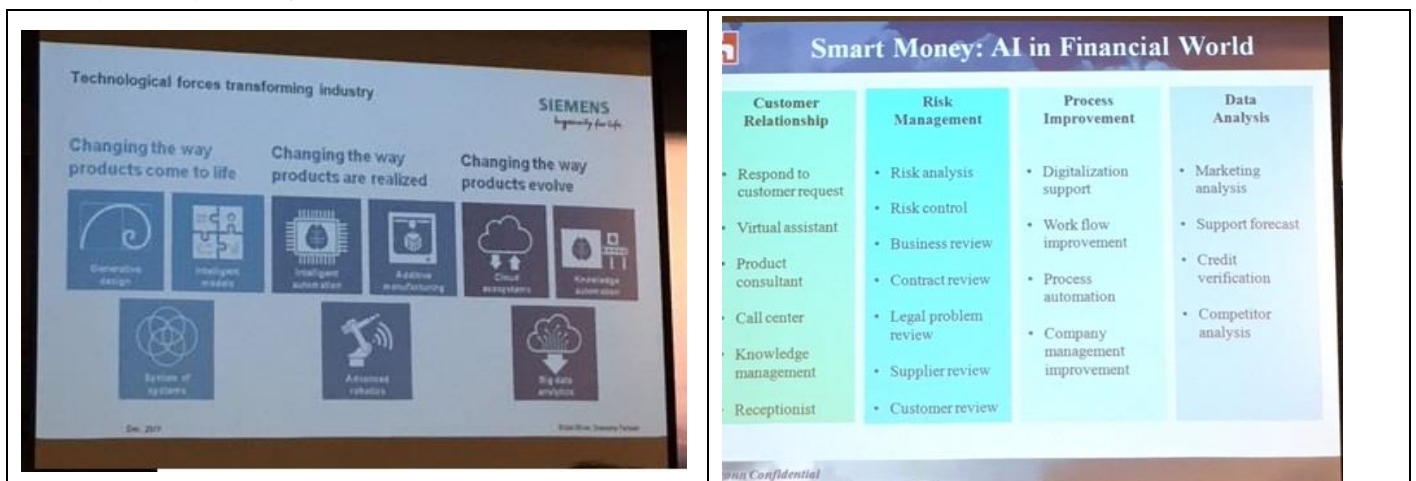 Technological forces transforming industry
SIEMENS
Ingenuity for life
Changing the way
products come to life
Changing the way
products are realized
Changing the way
products evolve
Generative
design
Intelligent
models
Intelligent
automation
Additive
manufacturing
Cloud
ecosystems
Knowledge
automation
System of
systems
Advanced
robotics
Big data
analytics
Smart Money: AI in Financial World
Customer
Relationship
• Respond to
customer request
• Virtual assistant
• Product
consultant
• Call center
• Knowledge
management
• Receptionist
Risk
Management
• Risk analysis
• Risk control
• Business review
• Contract review
• Legal problem
review
• Supplier review
• Customer review
Process
Improvement
• Digitalization
support
• Work flow
improvement
• Process
automation
• Company
management
improvement
Data
Analysis
• Marketing
analysis
• Support forecast
• Credit
verification
• Competitor
analysis
Confidential